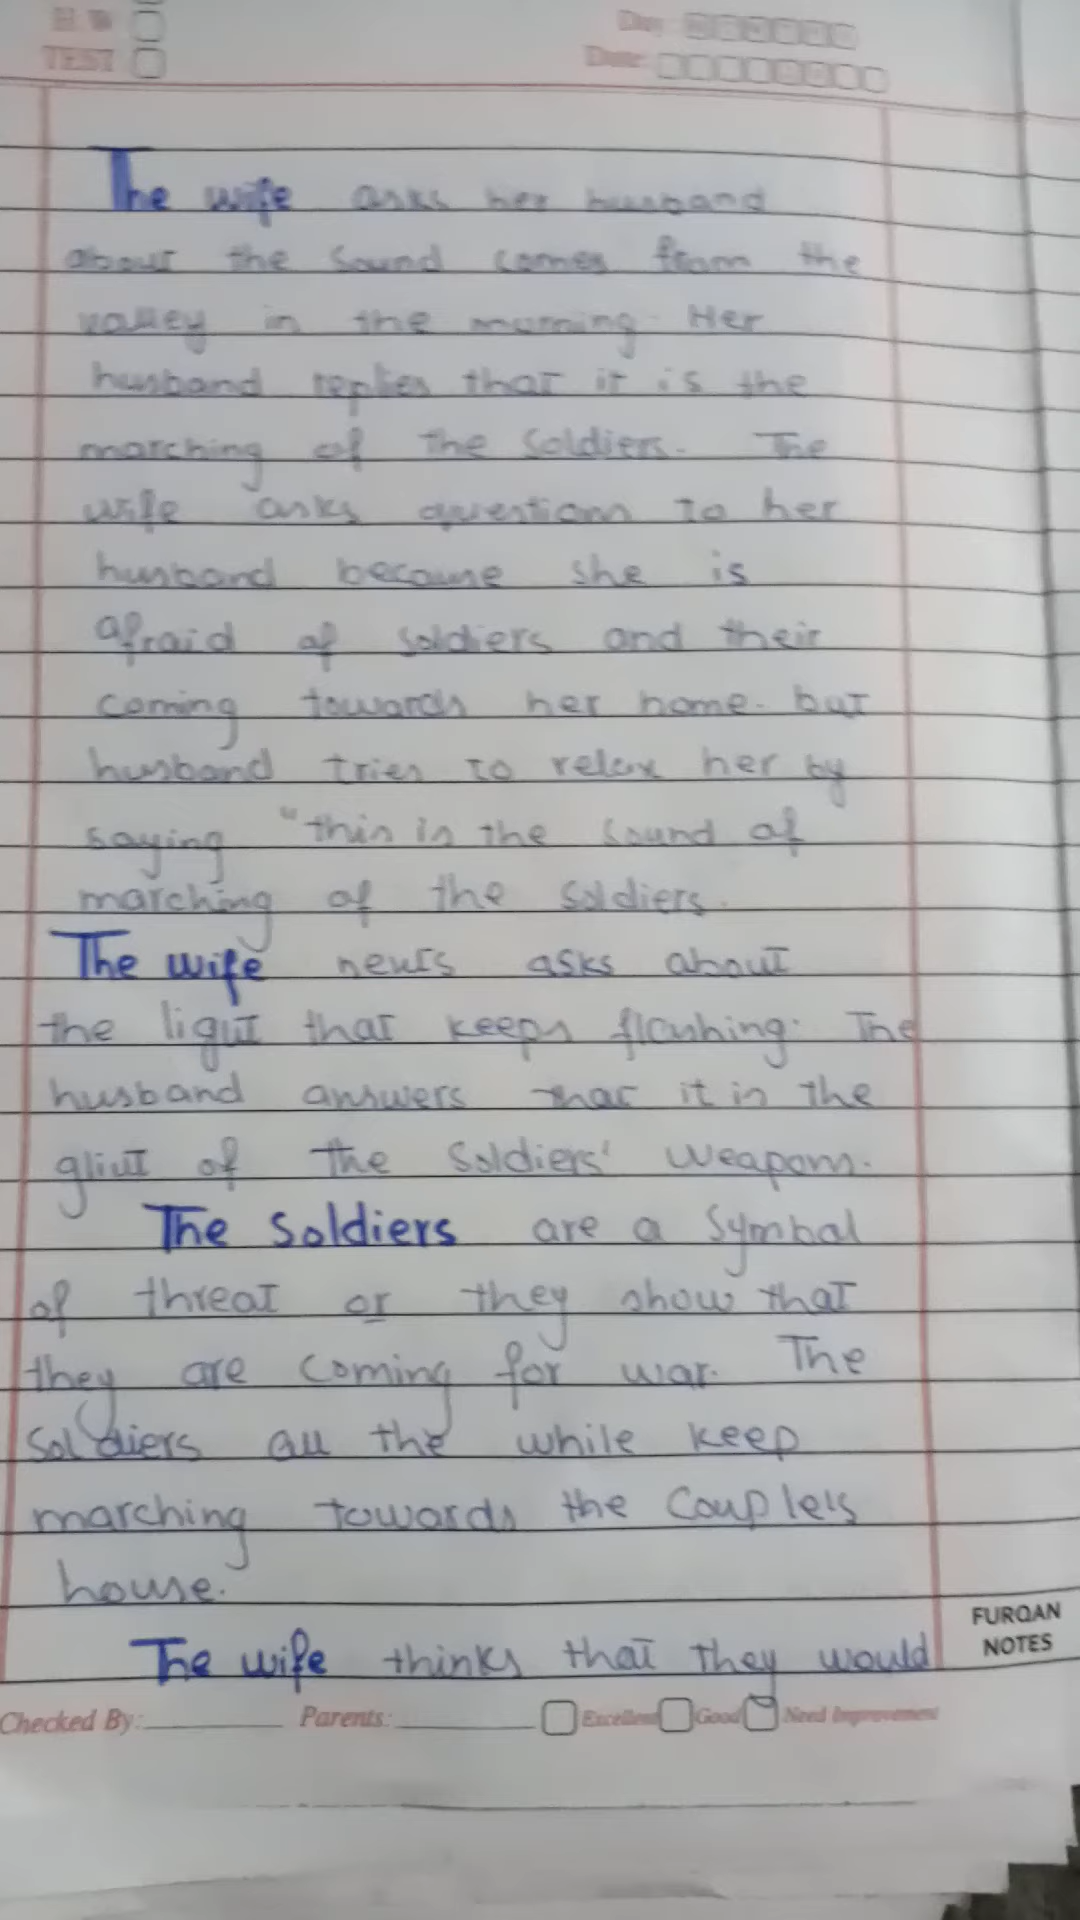 H.W
TEST
Day:
Date:
The wife asks her husband
about the sound comes from the
valley in the morning. Her
husband replies that it is the
marching of the soldiers. The
wife asks questions to her
husband because she is
afraid of soldiers and their
coming towards her home. but
husband tries to relax her by
saying "this is the sound of
marching of the soldiers.
The wife asks about
the light that keeps flashing. The
husband answers that it is the
glint of the soldiers' weapons.
The Soldiers are a Symbol
of threat or they show that
they are coming for war. The
Soldiers all the while keep
marching towards the Couple's
house.
The wife thinks that they would
FURQAN
NOTES
Checked By: Parents: Excellent Good Need Improvement